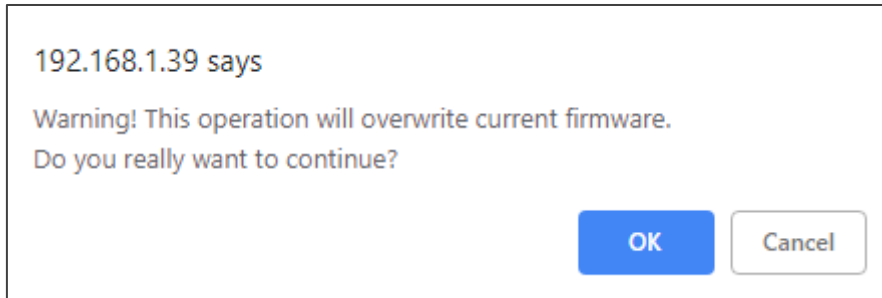 192.168.1.39 says
Warning! This operation will overwrite current firmware.
Do you really want to continue?
OK
Cancel